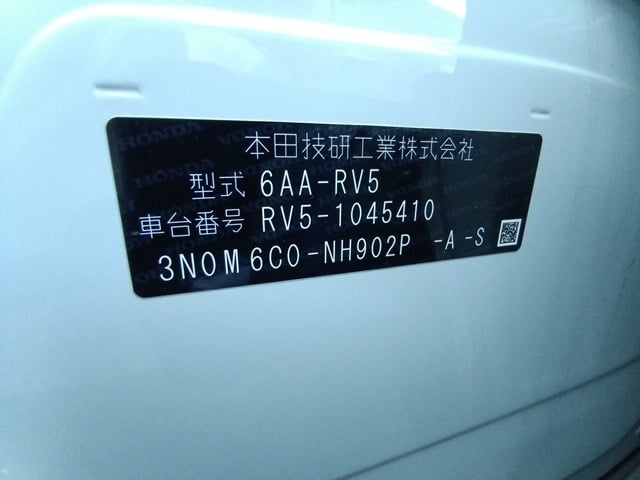 本田技研工業株式会社
型式 6AA-RV5
車台番号 RV5-1045410
3N0M6C0-NH902P -A-S